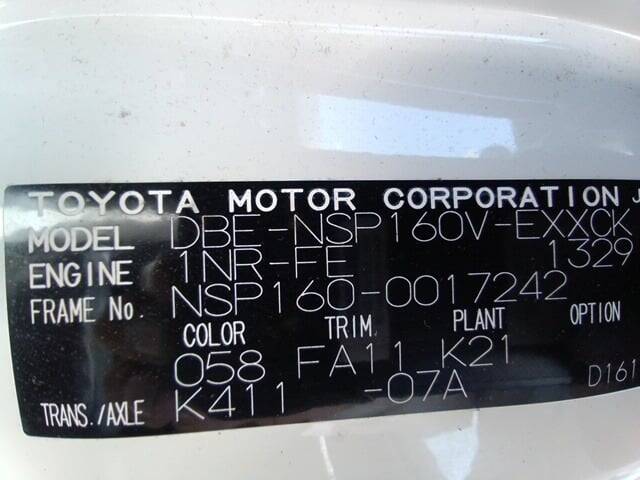 TOYOTA MOTOR CORPORATION J
MODEL DBE-NSP160V-EXXCK
ENGINE 1NR-FE 1329
FRAME No. NSP160-0017242
COLOR TRIM PLANT OPTION
058 FA11 K21
TRANS./AXLE K411 -07A D161